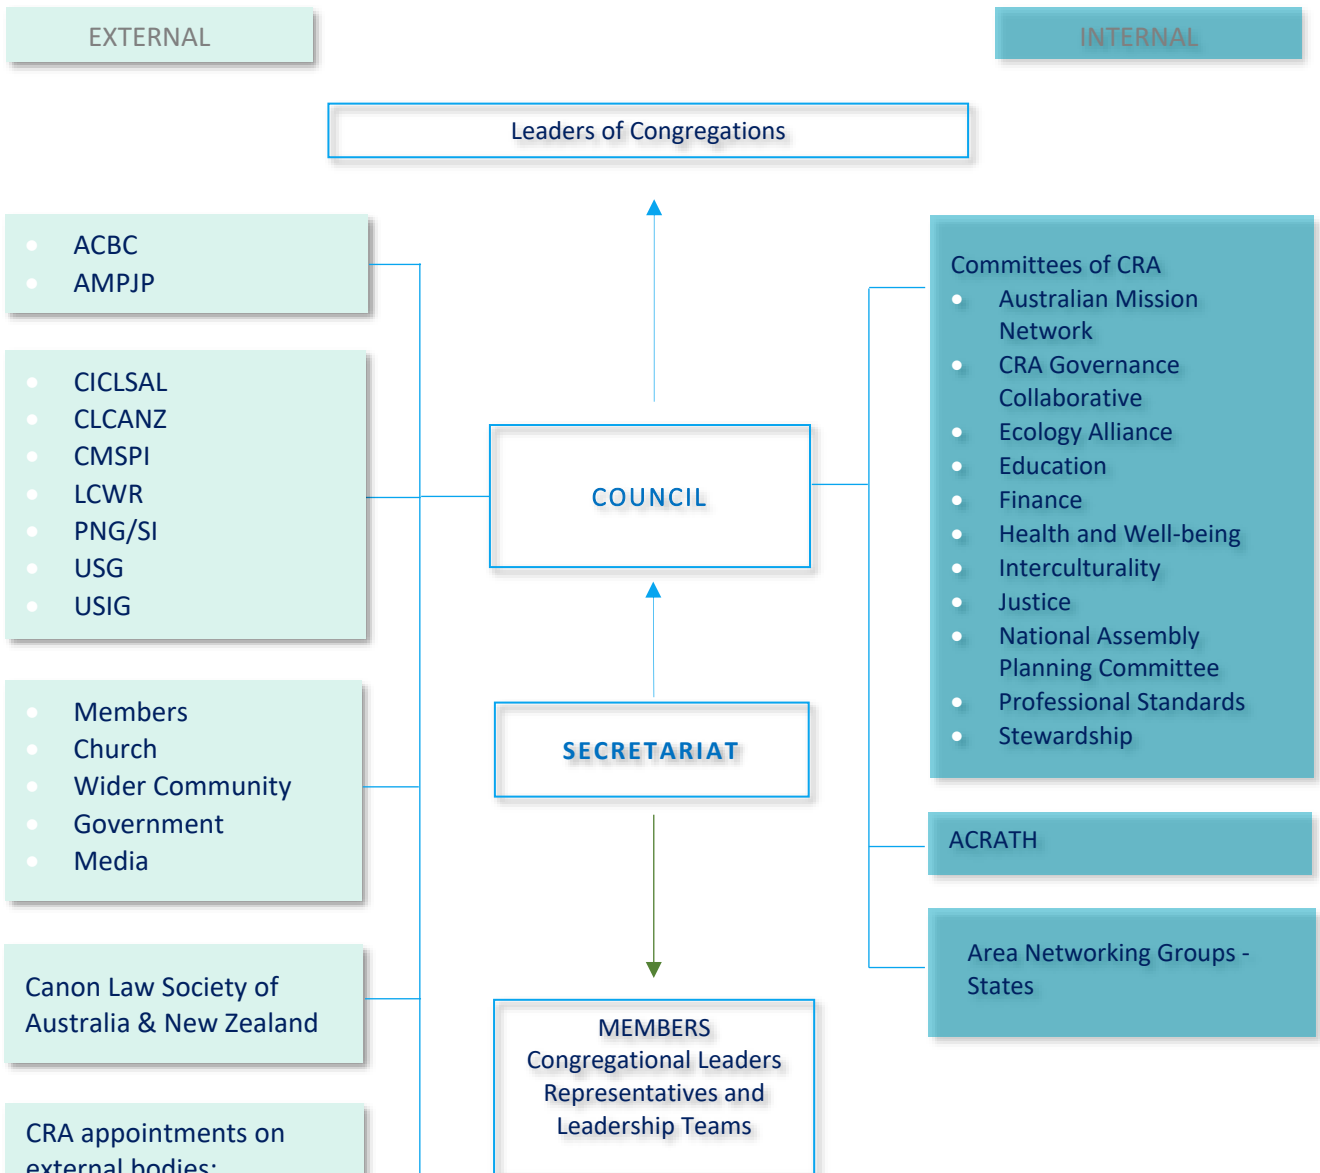 EXTERNAL
INTERNAL
Leaders of Congregations
ACBC
AMPJP
CICLSAL
CLCANZ
CMSPI
LCWR
PNG/SI
USG
USIG
Members
Church
Wider Community
Government
Media
Canon Law Society of
Australia & New Zealand
CRA appointments on
external bodies:
COUNCIL
SECRETARIAT
MEMBERS
Congregational Leaders
Representatives and
Leadership Teams
Committees of CRA
Australian Mission
Network
CRA Governance
Collaborative
Ecology Alliance
Education
Finance
Health and Well-being
Interculturality
Justice
National Assembly
Planning Committee
Professional Standards
Stewardship
ACRATH
Area Networking Groups -
States